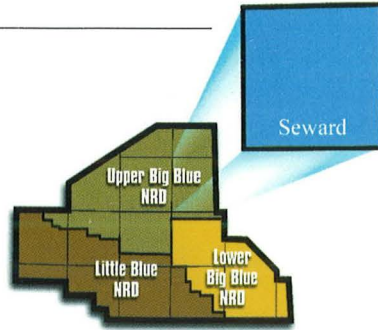 Seward
Upper Big Blue
NRD
Little Blue
NRD
Lower
Big Blue
NRD